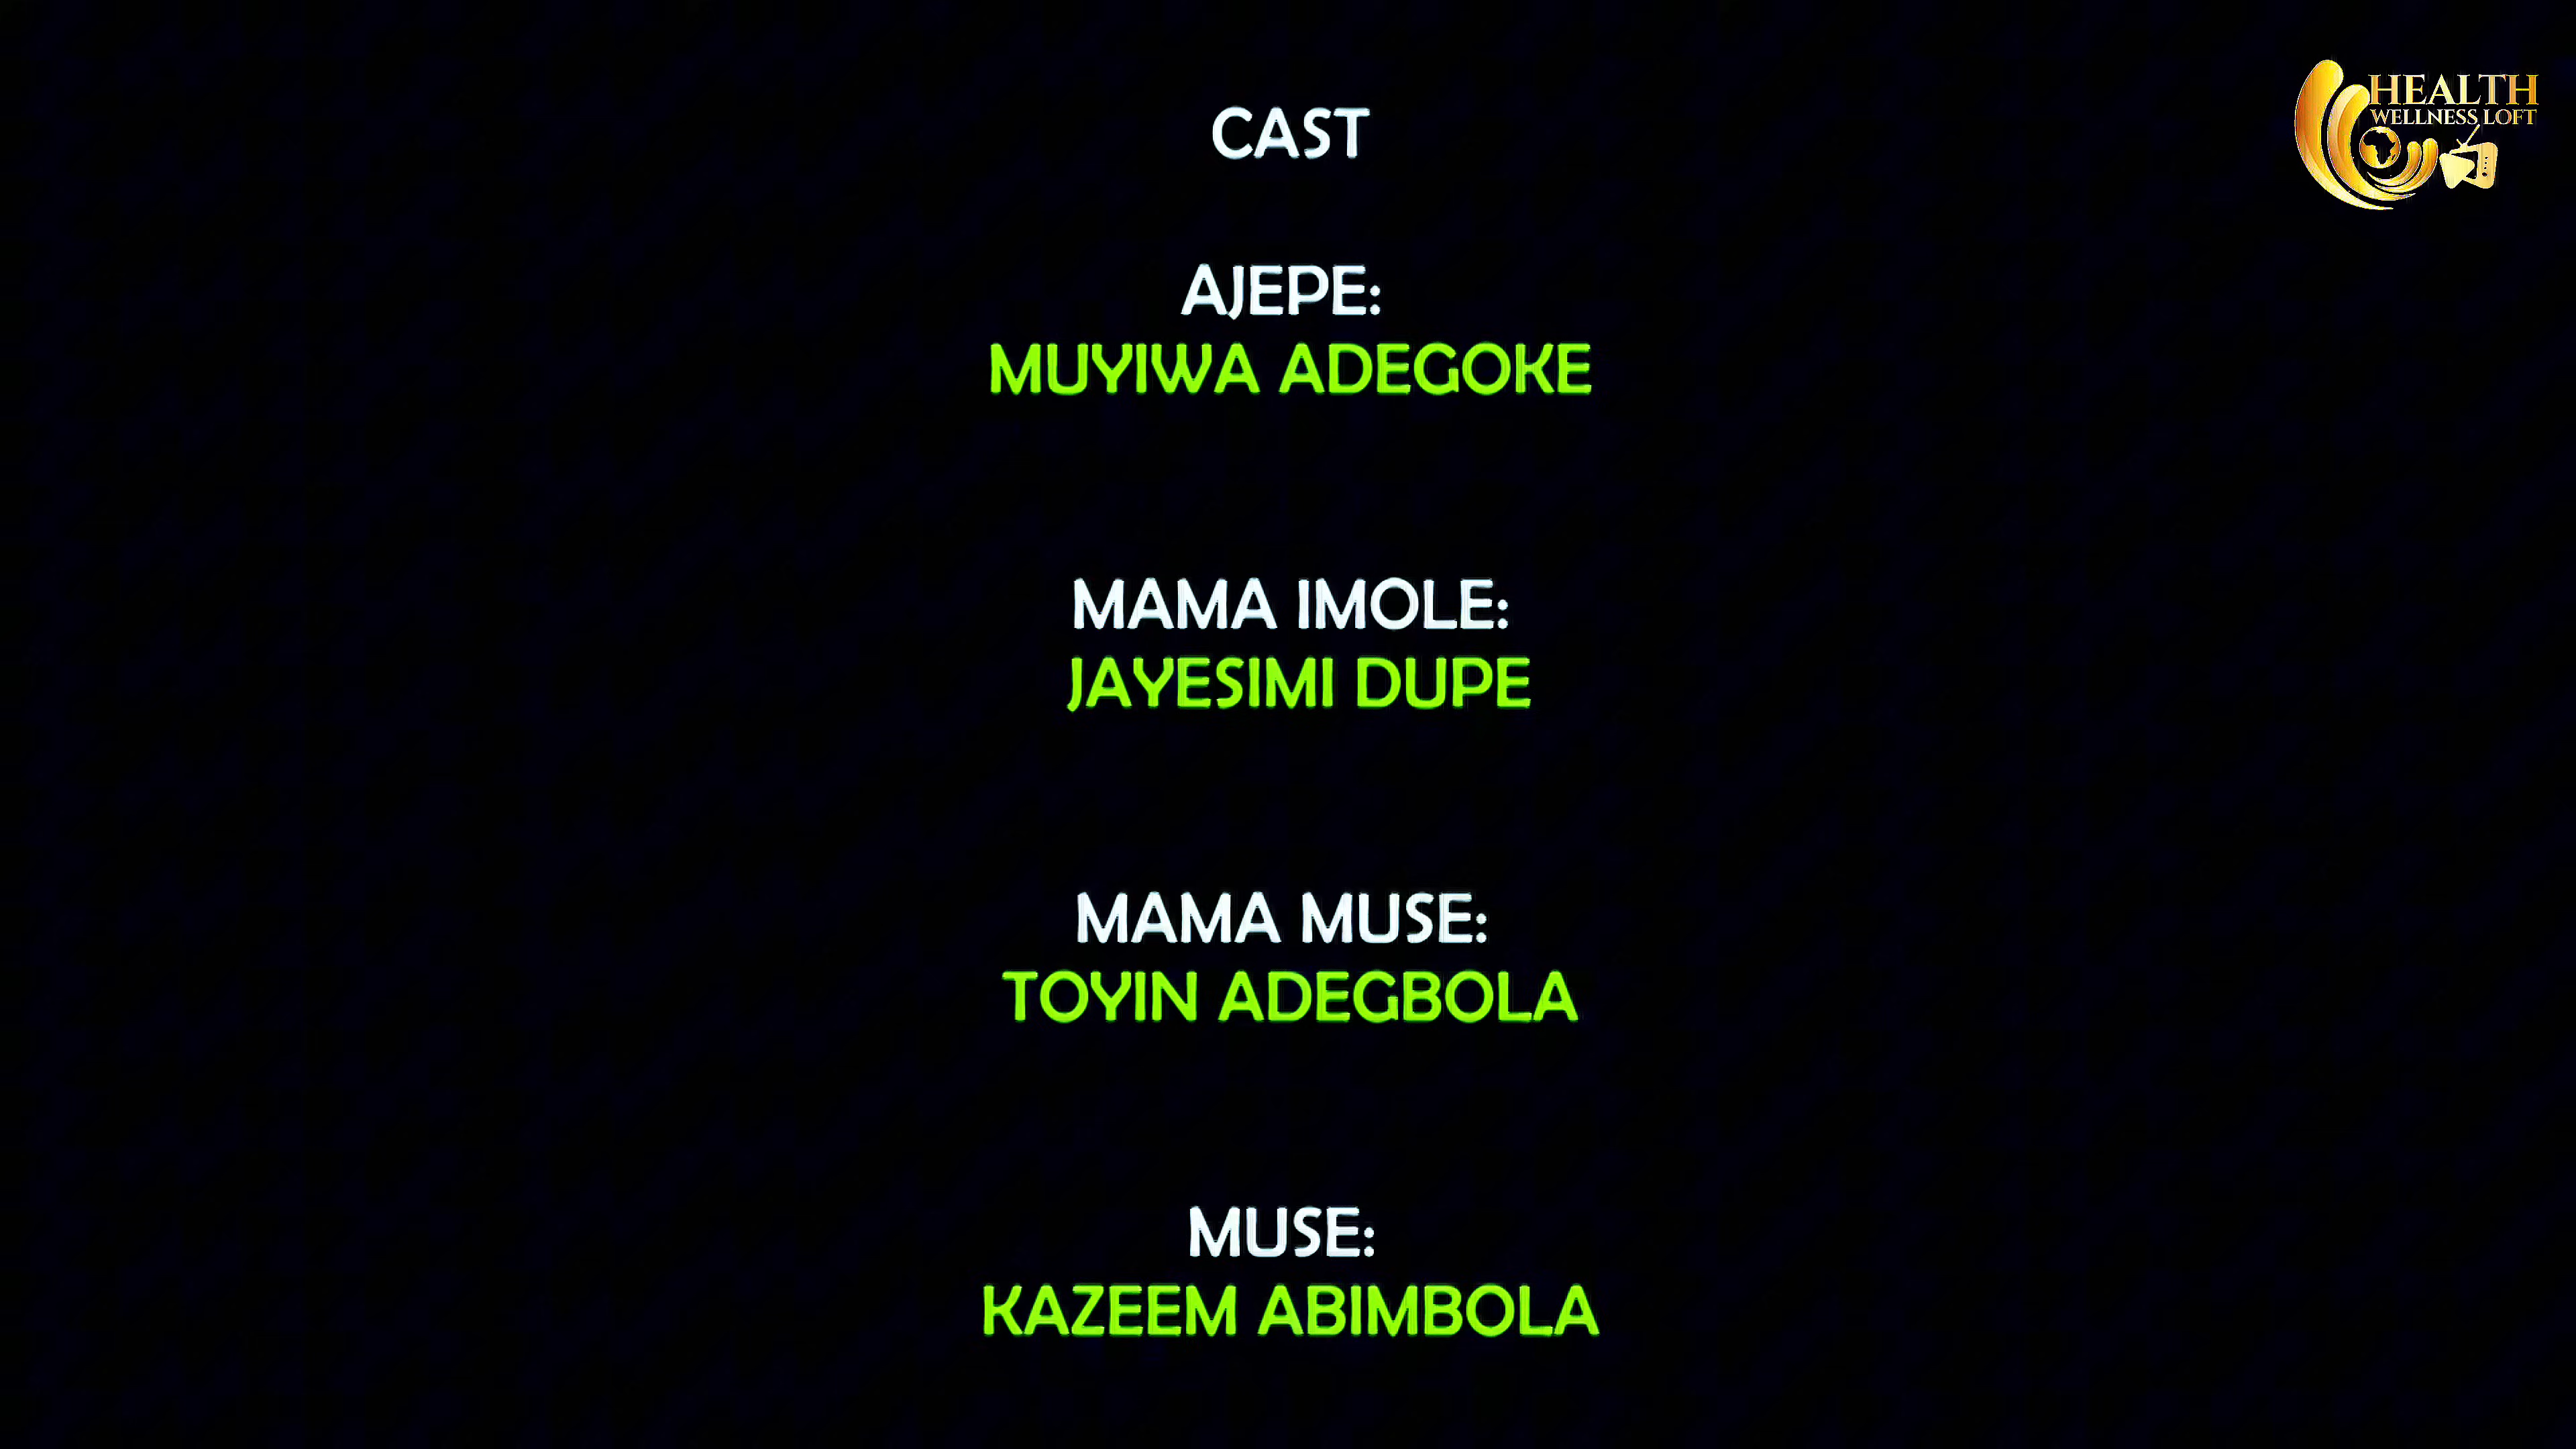 CAST
HEALTH
WELLNESS LOFT
AJEPE:
MUYIWA ADEGOKE
MAMA IMOLE:
JAYESIMI DUPE
MAMA MUSE:
TOYIN ADEGBOLA
MUSE:
KAZEEM ABIMBOLA